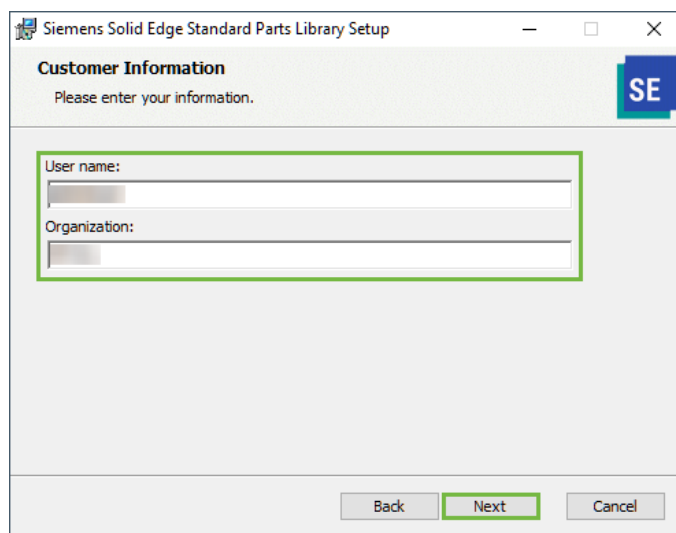 Siemens Solid Edge Standard Parts Library Setup
Customer Information
Please enter your information.
SE
User name:
Organization:
Back Next Cancel